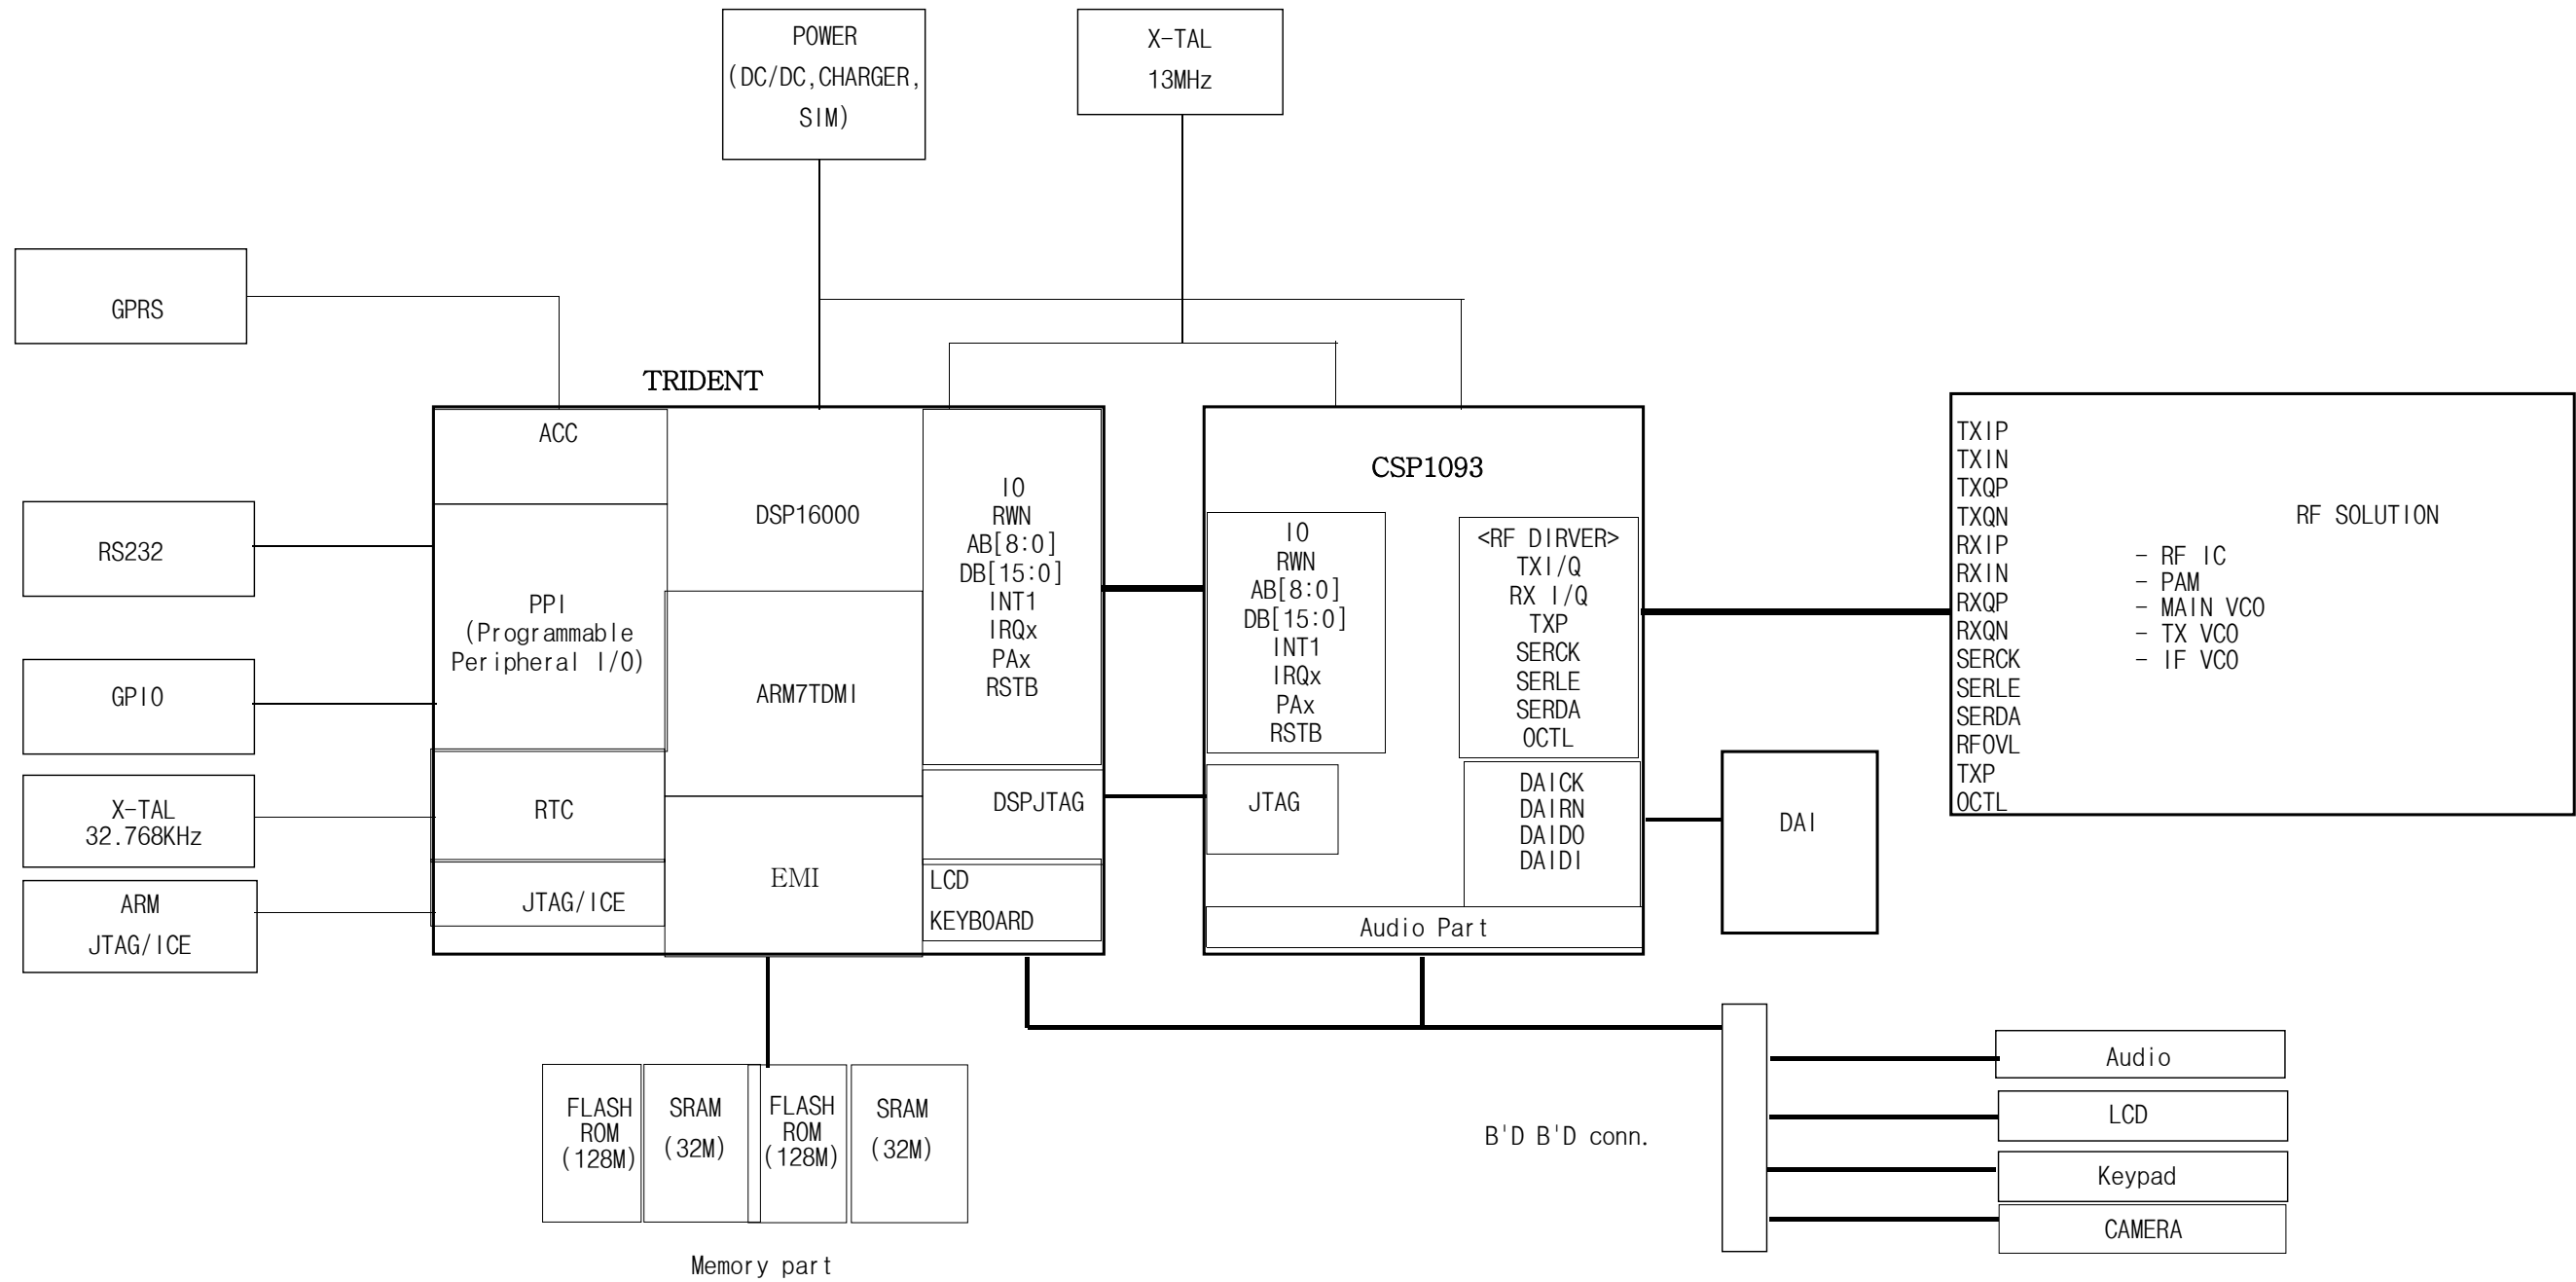 POWER
(DC/DC,CHARGER,
SIM)
X-TAL
13MHz
GPRS
TRIDENT
ACC
DSP16000
IO
RWN
AB[8:0]
DB[15:0]
INT1
IRQx
PAx
RSTB
RS232
PPI
(Programmable
Peripheral I/O)
GPIO
ARM7TDMI
X-TAL
32.768KHz
RTC
DSPJTAG
ARM
JTAG/ICE
JTAG/ICE
EMI
LCD
KEYBOARD
CSP1093
IO
RWN
AB[8:0]
DB[15:0]
INT1
IRQx
PAx
RSTB
<RF DIRVER>
TXI/Q
RX I/Q
TXP
SERCK
SERLE
SERDA
OCTL
JTAG
DAICK
DAIRN
DAIDO
DAIDI
Audio Part
DAI
TXIP
TXIN
TXQP
TXQN
RXIP
RXIN
RXQP
RXQN
SERCK
SERLE
SERDA
RFOVL
TXP
OCTL
RF SOLUTION
- RF IC
- PAM
- MAIN VCO
- TX VCO
- IF VCO
FLASH
ROM
(128M)
SRAM
(32M)
FLASH
ROM
(128M)
SRAM
(32M)
Memory part
B'D B'D conn.
Audio
LCD
Keypad
CAMERA